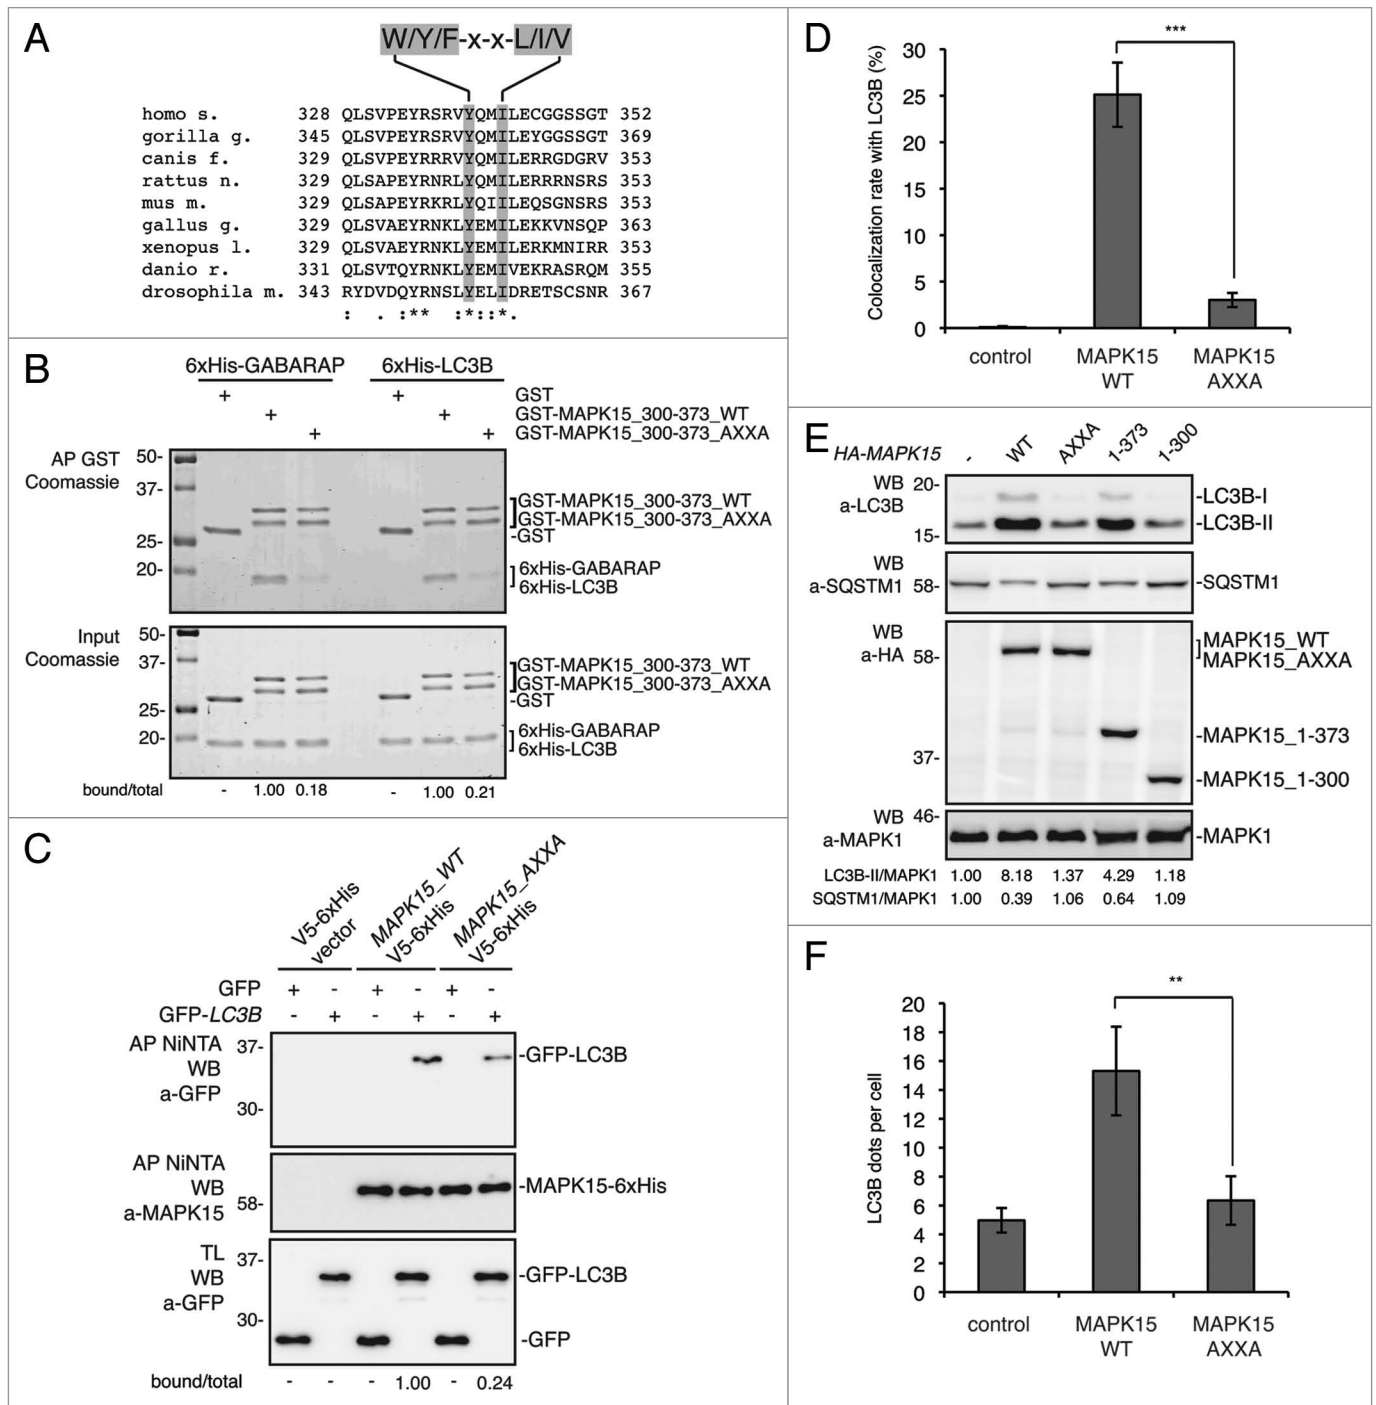 A
W/Y/F-x-x-L/I/V
homo s. 328 QLSVPEYRSRVYQMILECGGSSGT 352
gorilla g. 345 QLSVPEYRSRVYQMILEYGGSSGT 369
canis f. 329 QLSVPEYRRRVYQMILERRGDGRV 353
rattus n. 329 QLSAPEYRNRLYQMILERRRNSRS 353
mus m. 329 QLSAPEYRKRLYQIILEQSGNSRS 353
gallus g. 329 QLSVAEYRNKLYEMILEKKVNSQP 363
xenopus l. 329 QLSVAEYRNKLYEMILERKMNIRR 353
danio r. 331 QLSVTQYRNKLYEMIVEKRASRQM 355
drosophila m. 343 RYDVDQYRNSLYELIDRETSCSNR 367
: . :** :*::*.
B
6xHis-GABARAP 6xHis-LC3B
+ + GST
+ + GST-MAPK15_300-373_WT
+ + GST-MAPK15_300-373_AXXA
AP GST
Coomassie
50-
37-
25-
20-
GST-MAPK15_300-373_WT
GST-MAPK15_300-373_AXXA
-GST
6xHis-GABARAP
6xHis-LC3B
Input
Coomassie
50-
37-
25-
20-
GST-MAPK15_300-373_WT
GST-MAPK15_300-373_AXXA
-GST
6xHis-GABARAP
6xHis-LC3B
bound/total - 1.00 0.18 - 1.00 0.21
C
V5-6xHis
vector
MAPK15_WT
V5-6xHis
MAPK15_AXXA
V5-6xHis
GFP + - + - + -
GFP-LC3B - + - + - +
AP NiNTA
WB
a-GFP
37-
30-
-GFP-LC3B
AP NiNTA
WB
a-MAPK15
58-
-MAPK15-6xHis
TL
WB
a-GFP
37-
30-
-GFP-LC3B
-GFP
bound/total - - - 1.00 - 0.24
D
***
Colocalization rate with LC3B (%)
30
25
20
15
10
5
0
control MAPK15 MAPK15
WT AXXA
E
HA-MAPK15 - WT AXXA 1-373 1-300
WB
a-LC3B
20-
15-
-LC3B-I
-LC3B-II
WB
a-SQSTM1 58-
-SQSTM1
WB
a-HA 58-
37-
MAPK15_WT
MAPK15_AXXA
-MAPK15_1-373
-MAPK15_1-300
WB 46-
a-MAPK1
-MAPK1
LC3B-II/MAPK1 1.00 8.18 1.37 4.29 1.18
SQSTM1/MAPK1 1.00 0.39 1.06 0.64 1.09
F
**
LC3B dots per cell
20
18
16
14
12
10
8
6
4
2
0
control MAPK15 MAPK15
WT AXXA